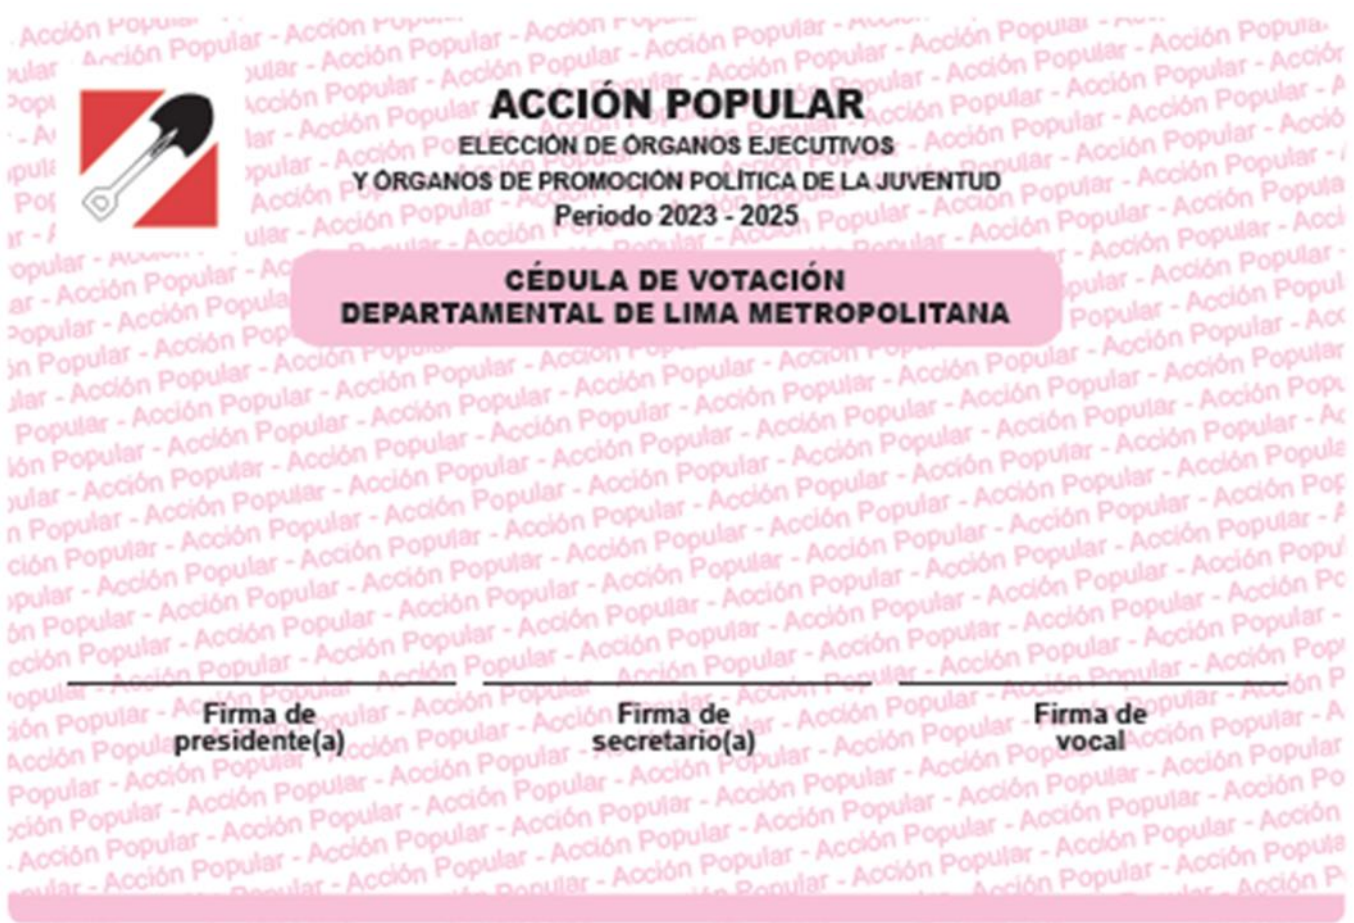 ACCIÓN POPULAR
ELECCIÓN DE ÓRGANOS EJECUTIVOS
Y ÓRGANOS DE PROMOCIÓN POLÍTICA DE LA JUVENTUD
Periodo 2023 - 2025
CÉDULA DE VOTACIÓN
DEPARTAMENTAL DE LIMA METROPOLITANA
Firma de presidente(a)
Firma de secretario(a)
Firma de vocal